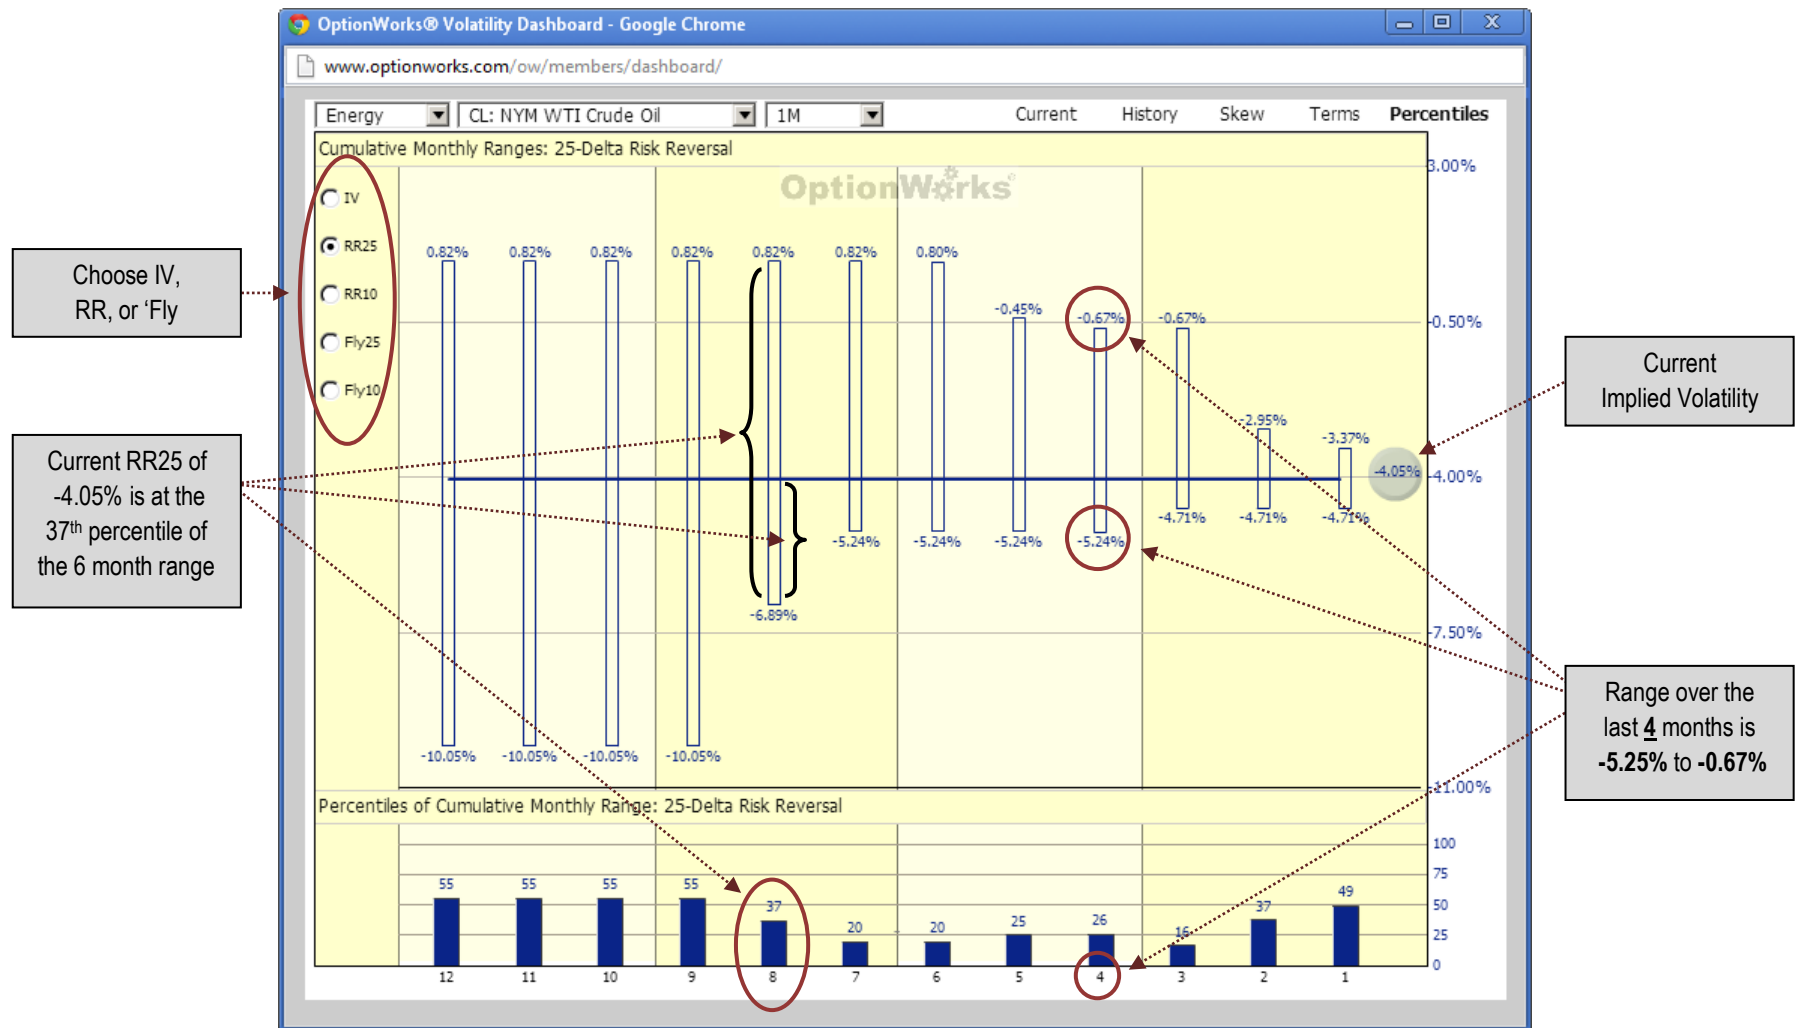 OptionWorks® Volatility Dashboard - Google Chrome
www.optionworks.com/ow/members/dashboard/
Energy CL: NYM WTI Crude Oil 1M Current History Skew Terms Percentiles
Cumulative Monthly Ranges: 25-Delta Risk Reversal
OptionWorks®
3.00%
-0.50%
-4.00%
-7.50%
-11.00%
IV
RR25
RR10
Fly25
Fly10
0.82% 0.82% 0.82% 0.82% 0.82% 0.82% 0.80% -0.45% -0.67% -0.67% -2.95% -3.37% -4.05%
-10.05% -10.05% -10.05% -10.05% -6.89% -5.24% -5.24% -5.24% -5.24% -4.71% -4.71% -4.71%
Percentiles of Cumulative Monthly Range: 25-Delta Risk Reversal
100
75
50
25
0
55 55 55 55 37 20 20 25 26 16 37 49
12 11 10 9 8 7 6 5 4 3 2 1
Choose IV,
RR, or ‘Fly
Current RR25 of
-4.05% is at the
37th percentile of
the 6 month range
Current
Implied Volatility
Range over the
last 4 months is
-5.25% to -0.67%